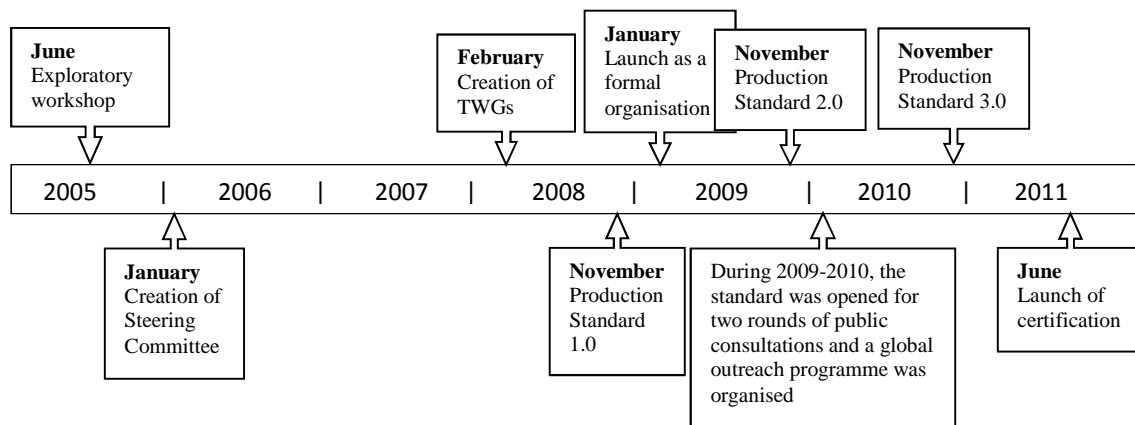 June
Exploratory
workshop
February
Creation of
TWGs
January
Launch as a
formal
organisation
November
Production
Standard 2.0
November
Production
Standard 3.0
2005 | 2006 | 2007 | 2008 | 2009 | 2010 | 2011
January
Creation of
Steering
Committee
November
Production
Standard
1.0
During 2009-2010, the
standard was opened for
two rounds of public
consultations and a global
outreach programme was
organised
June
Launch of
certification